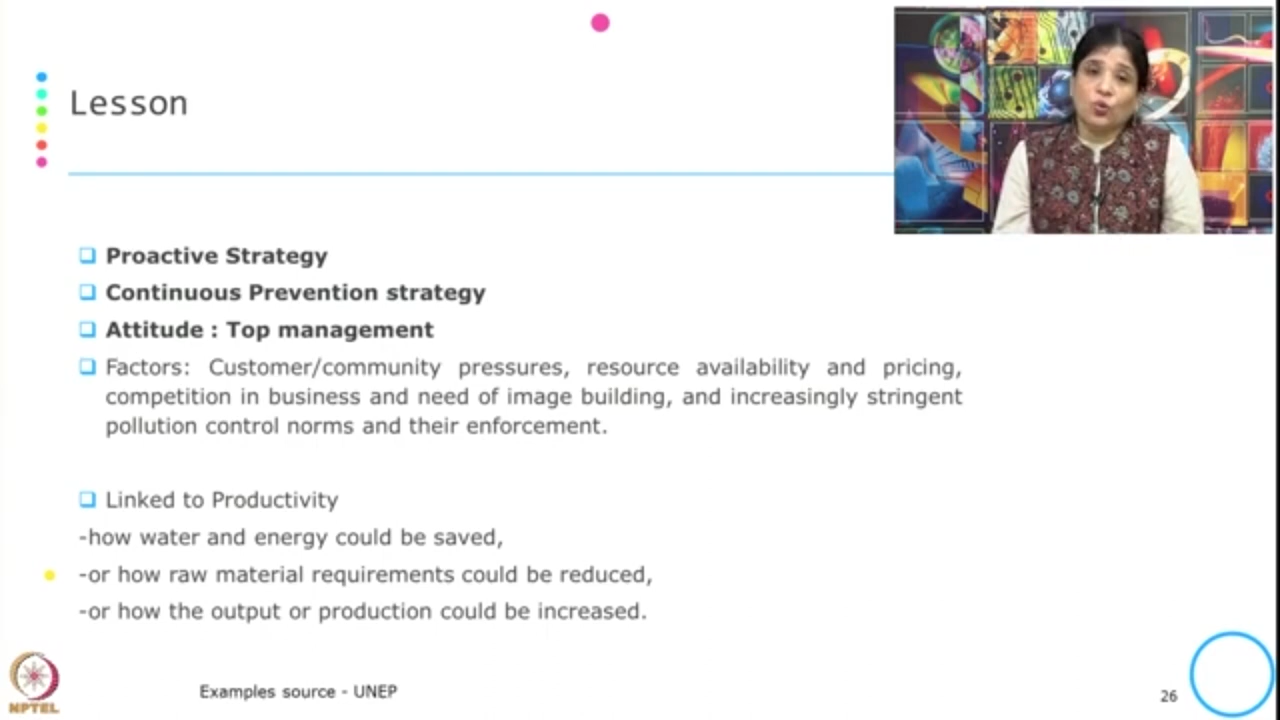 Lesson
Proactive Strategy
Continuous Prevention strategy
Attitude : Top management
Factors: Customer/community pressures, resource availability and pricing,
competition in business and need of image building, and increasingly stringent
pollution control norms and their enforcement.
Linked to Productivity
-how water and energy could be saved,
-or how raw material requirements could be reduced,
-or how the output or production could be increased.
NPTEL
Examples source - UNEP
26